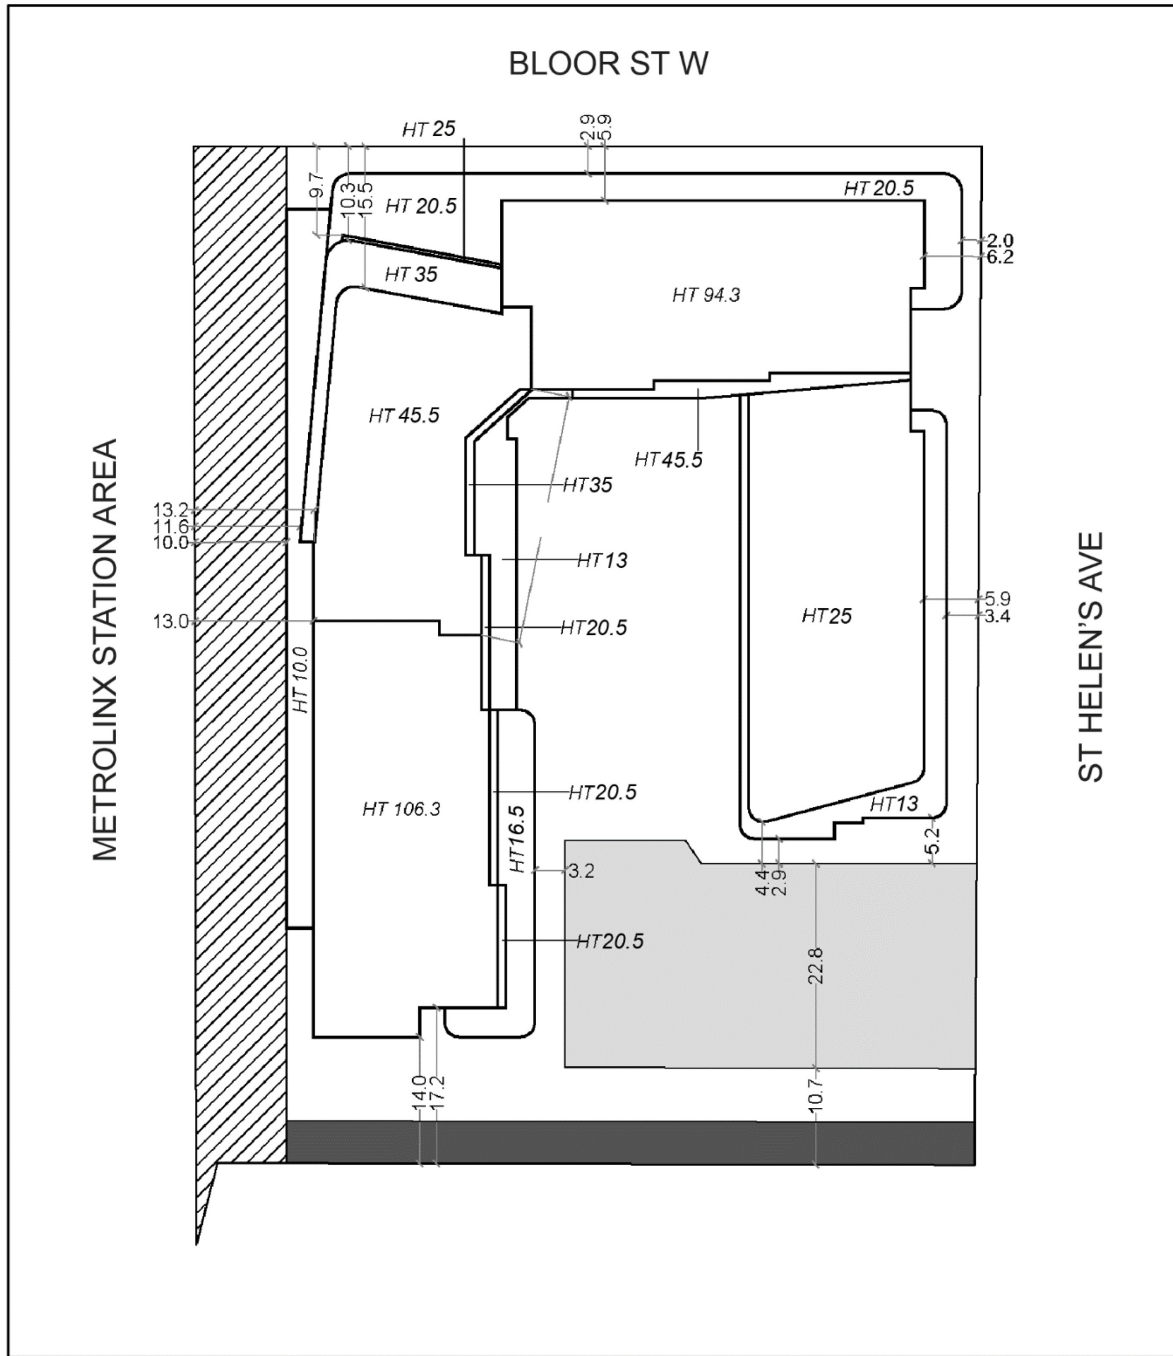 BLOOR ST W
HT 25
2.9
5.9
9.7
10.3
15.5
HT 20.5
HT 20.5
2.0
6.2
HT 35
HT 94.3
HT 45.5
HT45.5
HT35
13.2
11.6
10.0
METROLINX STATION AREA
ST HELEN'S AVE
HT13
5.9
3.4
13.0
HT20.5
HT25
HT 10.0
HT 106.3
HT20.5
HT16.5
HT13
5.2
3.2
4.4
2.9
HT20.5
22.8
14.0
17.2
10.7